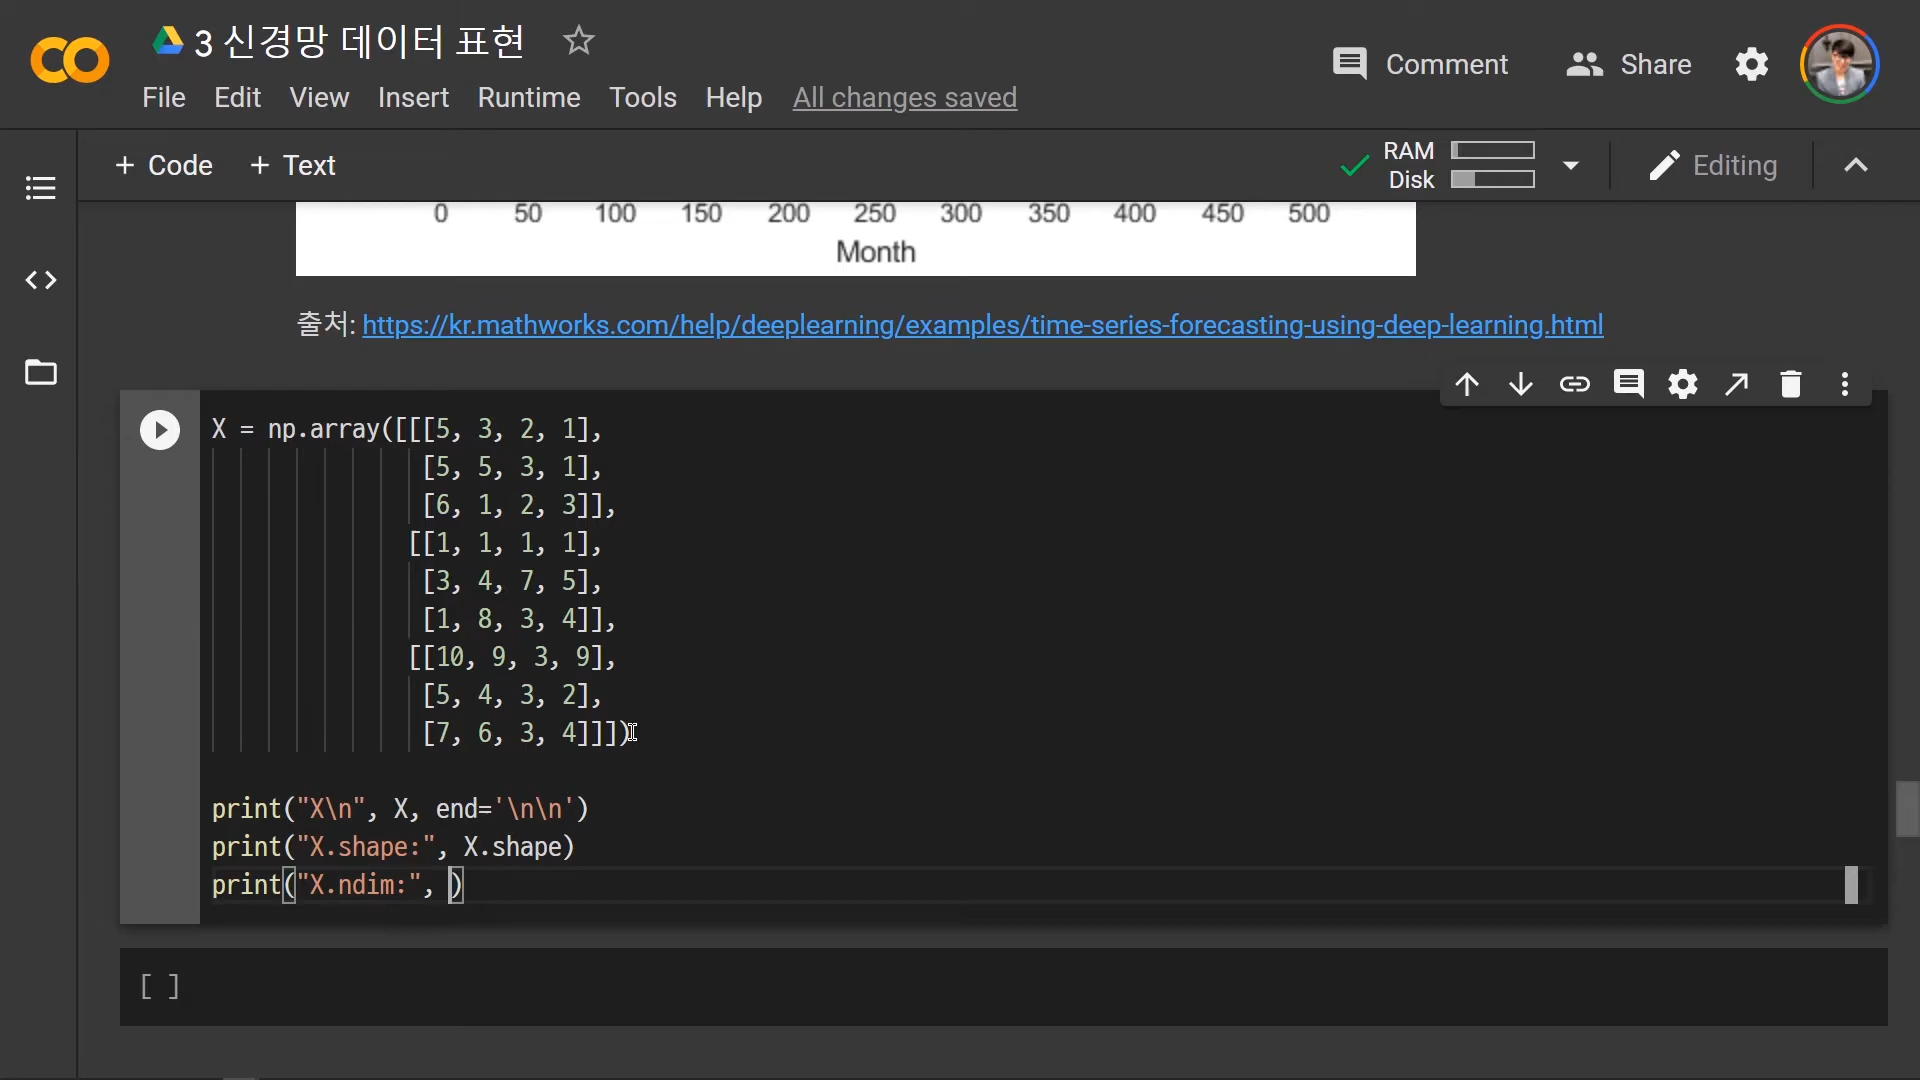 3 신경망 데이터 표현
Comment
Share
File Edit View Insert Runtime Tools Help All changes saved
+ Code + Text
RAM
Disk
Editing
0 50 100 150 200 250 300 350 400 450 500
Month
출처: https://kr.mathworks.com/help/deeplearning/examples/time-series-forecasting-using-deep-learning.html
X = np.array([[[5, 3, 2, 1],
[5, 5, 3, 1],
[6, 1, 2, 3]],
[[1, 1, 1, 1],
[3, 4, 7, 5],
[1, 8, 3, 4]],
[[10, 9, 3, 9],
[5, 4, 3, 2],
[7, 6, 3, 4]]])
print("X\n", X, end='\n\n')
print("X.shape:", X.shape)
print("X.ndim:", )
[ ]